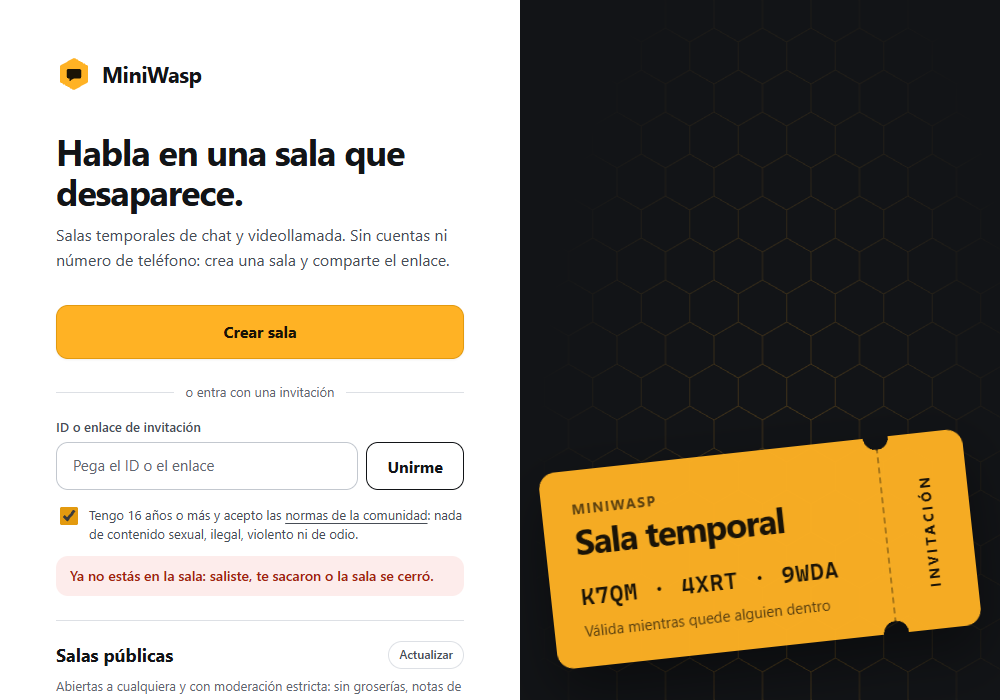 MiniWasp
Habla en una sala que
desaparece.
Salas temporales de chat y videollamada. Sin cuentas ni
número de teléfono: crea una sala y comparte el enlace.
Crear sala
o entra con una invitación
ID o enlace de invitación
Pega el ID o el enlace
Unirme
Tengo 16 años o más y acepto las normas de la comunidad: nada
de contenido sexual, ilegal, violento ni de odio.
Ya no estás en la sala: saliste, te sacaron o la sala se cerró.
Salas públicas
Actualizar
Abiertas a cualquiera y con moderación estricta: sin groserías, notas de
MINIWASP
Sala temporal
K7QM · 4XRT · 9WDA
Válida mientras quede alguien dentro
INVITACIÓN